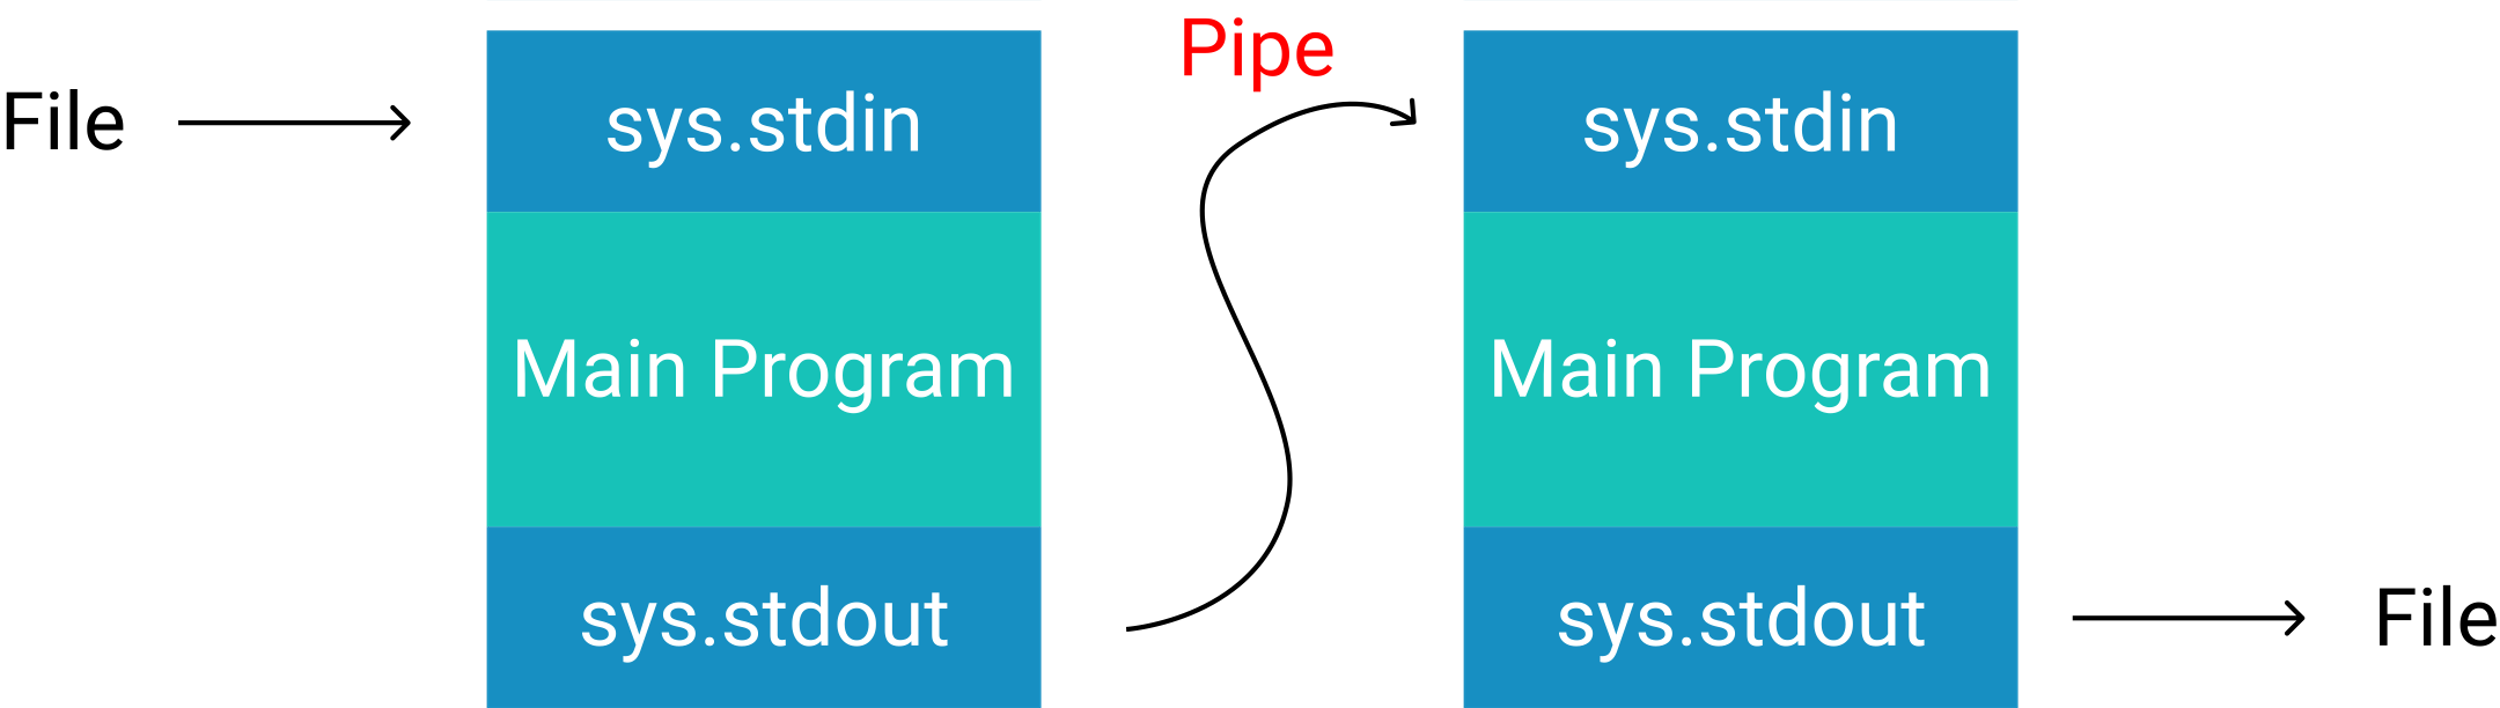 File
sys.stdin
Main Program
sys.stdout
Pipe
sys.stdin
Main Program
sys.stdout
File